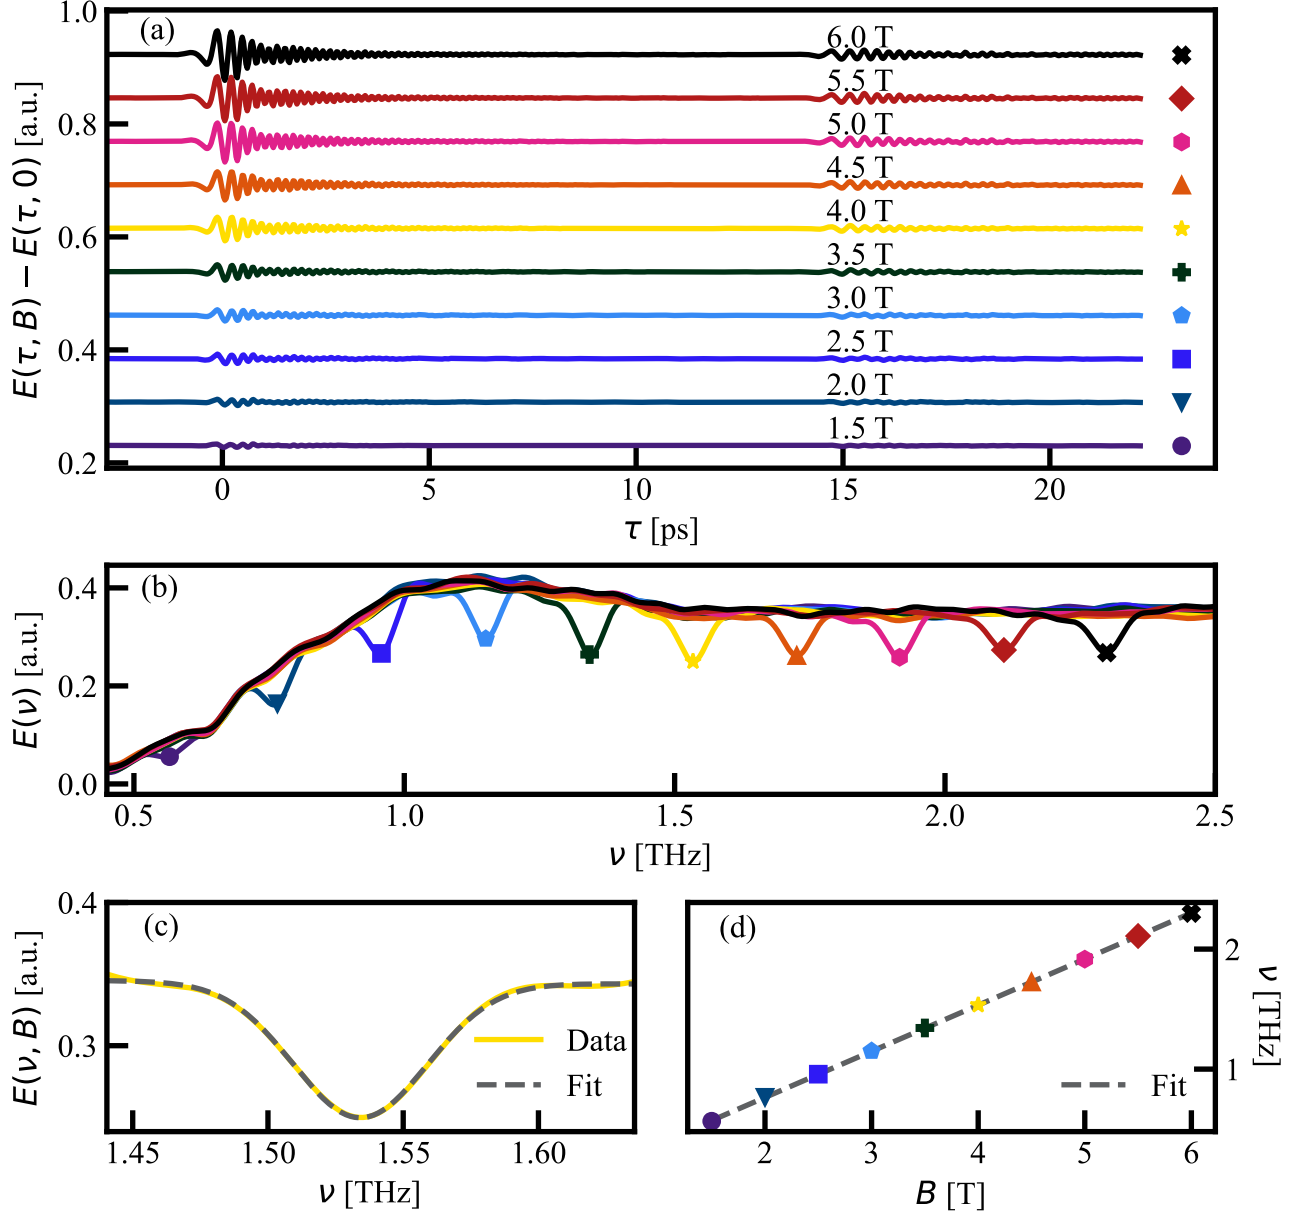 1.0
(a)
6.0 T
5.5 T
0.8
5.0 T
4.5 T
4.0 T
0.6
3.5 T
3.0 T
0.4
2.5 T
2.0 T
1.5 T
0.2
E(τ, B) − E(τ, 0) [a.u.]
0 5 10 15 20
τ [ps]
(b)
0.4
0.2
0.0
E(ν) [a.u.]
0.5 1.0 1.5 2.0 2.5
ν [THz]
(c)
0.4
0.3
E(ν, B) [a.u.]
Data
Fit
1.45 1.50 1.55 1.60
ν [THz]
(d)
2
1
ν [THz]
Fit
2 3 4 5 6
B [T]